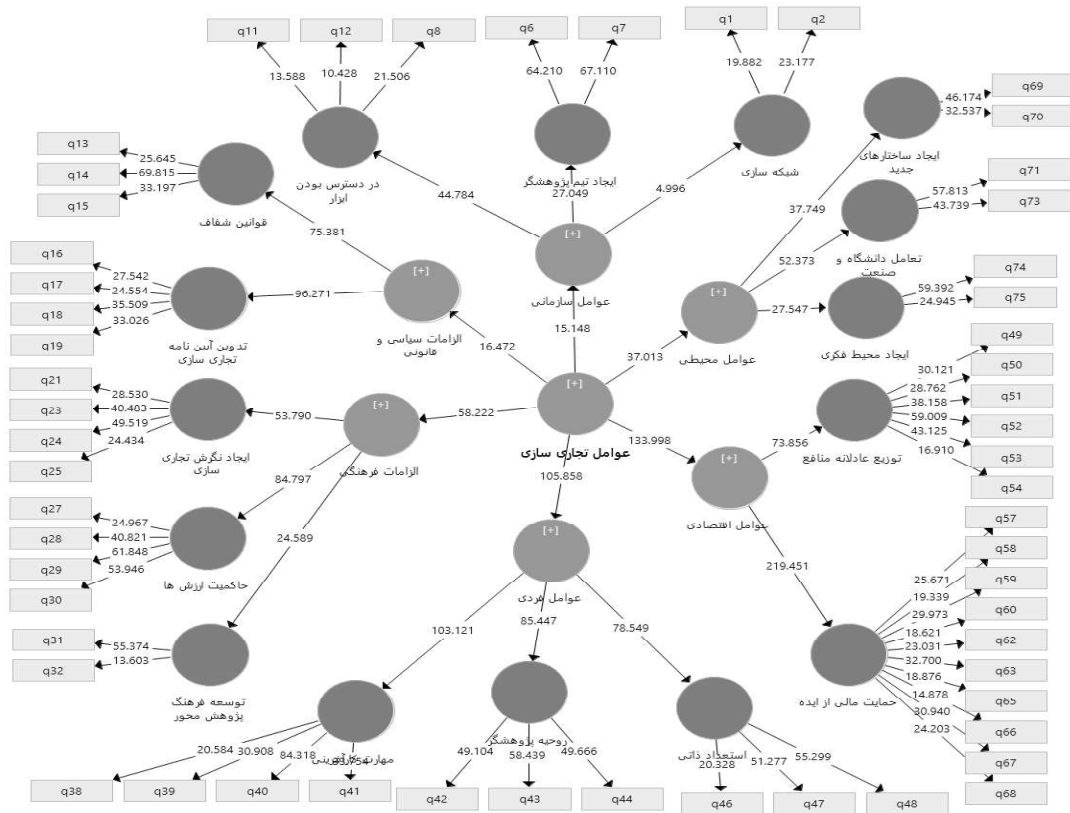 q11
q12
q8
q6
q7
q1
q2
13.588
10.428
21.506
64.210
67.110
19.882
23.177
q69
q70
46.174
32.537
q13
q14
q15
25.645
69.815
33.197
قوانین شفاف
در دسترس بودن
ابزار
ایجاد تیم پژوهشگر
27.049
شبکه سازی
ایجاد ساختارهای
جدید
44.784
4.996
37.749
q71
q73
57.813
43.739
تعامل دانشگاه و
صنعت
75.381
52.373
q16
q17
q18
q19
27.542
24.554
35.509
33.026
تدوین آیین نامه
تجاری سازی
96.271
[+]
الزامات سیاسی و
قانونی
[+]
عوامل سازمانی
[+]
عوامل محیطی
27.547
q74
q75
59.392
24.945
ایجاد محیط فکری
16.472
15.148
37.013
q21
q23
q24
q25
28.530
40.403
49.519
24.434
ایجاد نگرش تجاری
سازی
53.790
[+]
الزامات فرهنگی
58.222
[+]
عوامل تجاری سازی
133.998
73.856
q49
q50
q51
q52
q53
q54
30.121
28.762
38.158
59.009
43.125
16.910
توزیع عادلانه منافع
84.797
24.589
105.858
[+]
عوامل اقتصادی
q27
q28
q29
q30
24.967
40.821
61.848
53.946
حاکمیت ارزش ها
[+]
عوامل فردی
219.451
q57
q58
q59
q60
q62
q63
q65
q66
q67
q68
25.671
19.339
29.973
18.621
23.031
32.700
18.876
14.878
30.940
24.203
حمایت مالی از ایده
q31
q32
55.374
13.603
توسعه فرهنگ
پژوهش محور
103.121
85.447
78.549
مهارت کارآفرینی
روحیه پژوهشگر
استعداد ذاتی
20.584
30.908
84.318
49.104
58.439
49.666
20.328
51.277
55.299
q38
q39
q40
q41
q42
q43
q44
q46
q47
q48